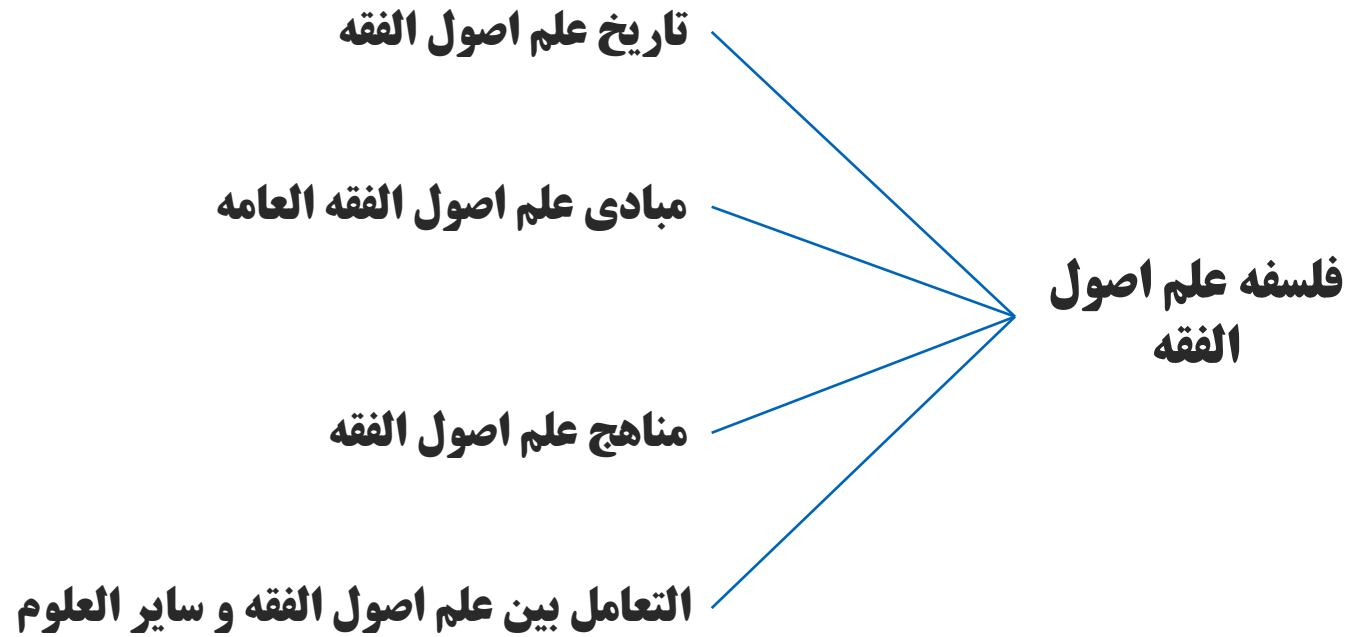 فلسفه علم اصول
الفقه
تاریخ علم اصول الفقه
مبادی علم اصول الفقه العامه
مناهج علم اصول الفقه
التعامل بین علم اصول الفقه و سایر العلوم